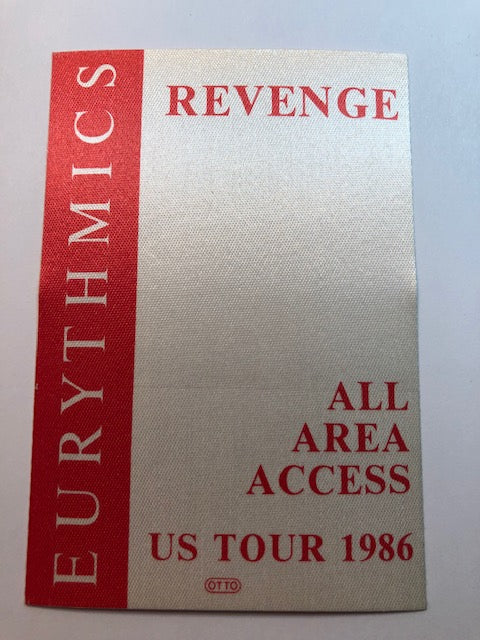 EURYTHMICS
REVENGE
ALL
AREA
ACCESS
US TOUR 1986
OTTO